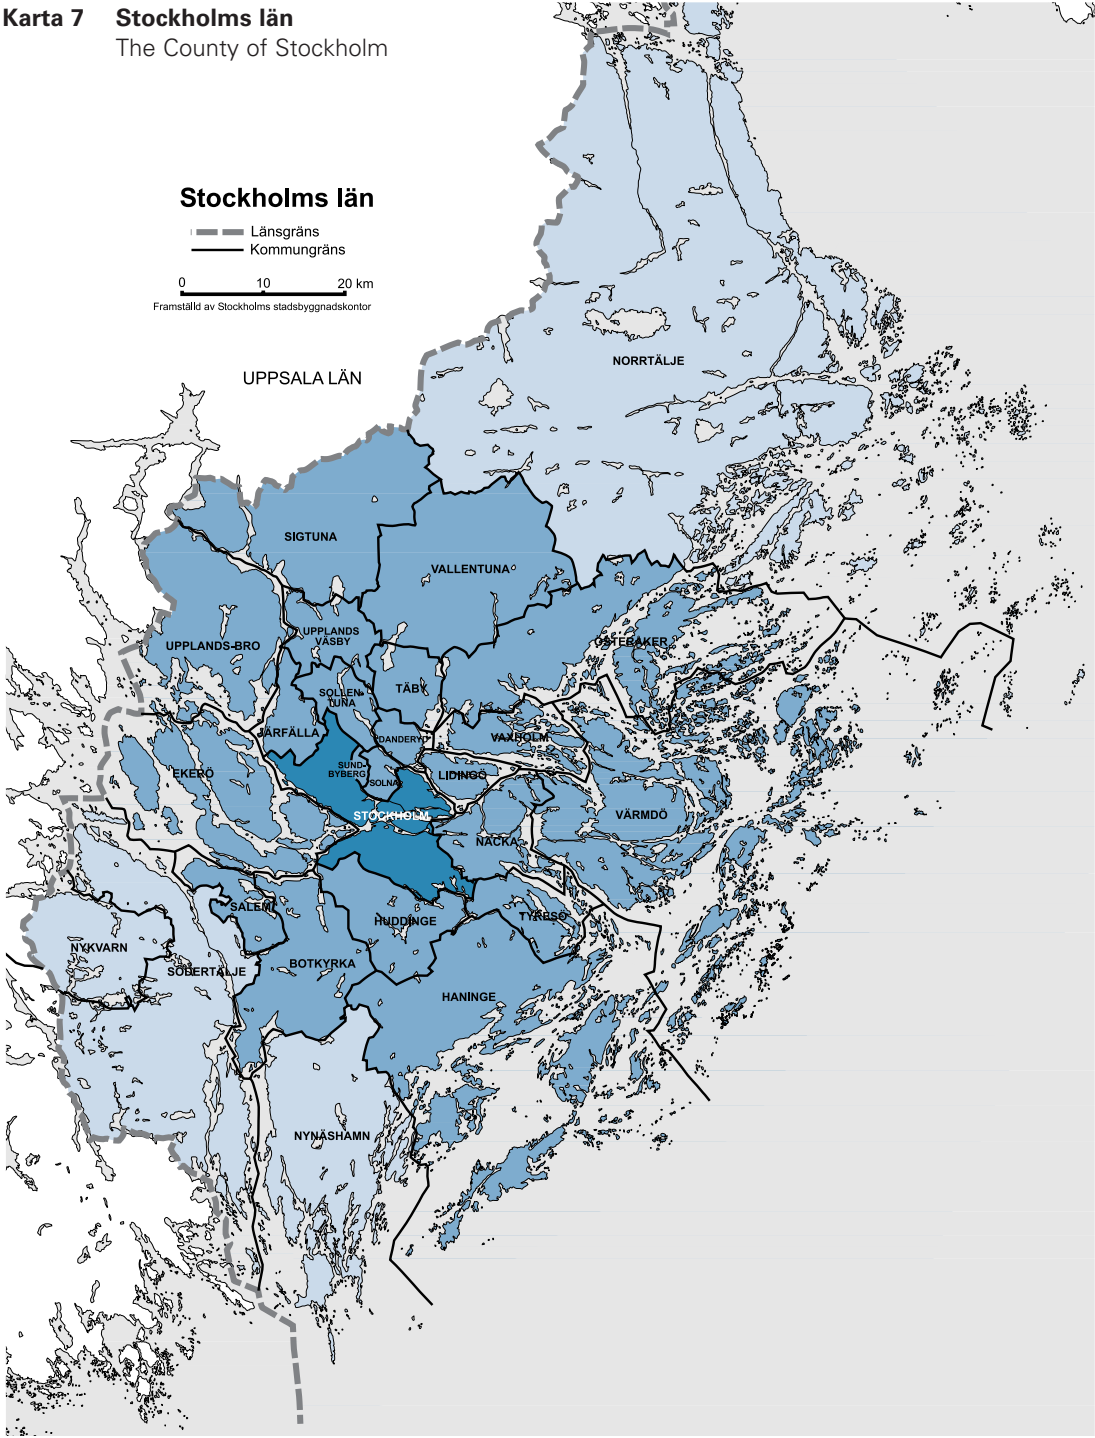 Karta 7 Stockholms län
The County of Stockholm
Stockholms län
Länsgräns
Kommungräns
0 10 20 km
Framställd av Stockholms stadsbyggnadskontor
NORRTÄLJE
UPPSALA LÄN
SIGTUNA
VALLENTUNA
UPPLANDS
VÄSBY
UPPLANDS-BRO
ÖSTERÅKER
SOLLEN-
TUNA
TÄBY
JÄRFÄLLA
DANDERYD
VAXHOLM
SUND-
BYBERG
EKERÖ
SOLNA
LIDINGÖ
STOCKHOLM
VÄRMDÖ
NACKA
SALEM
HUDDINGE
TYRESÖ
NYKVARN
SÖDERTÄLJE
BOTKYRKA
HANINGE
NYNÄSHAMN